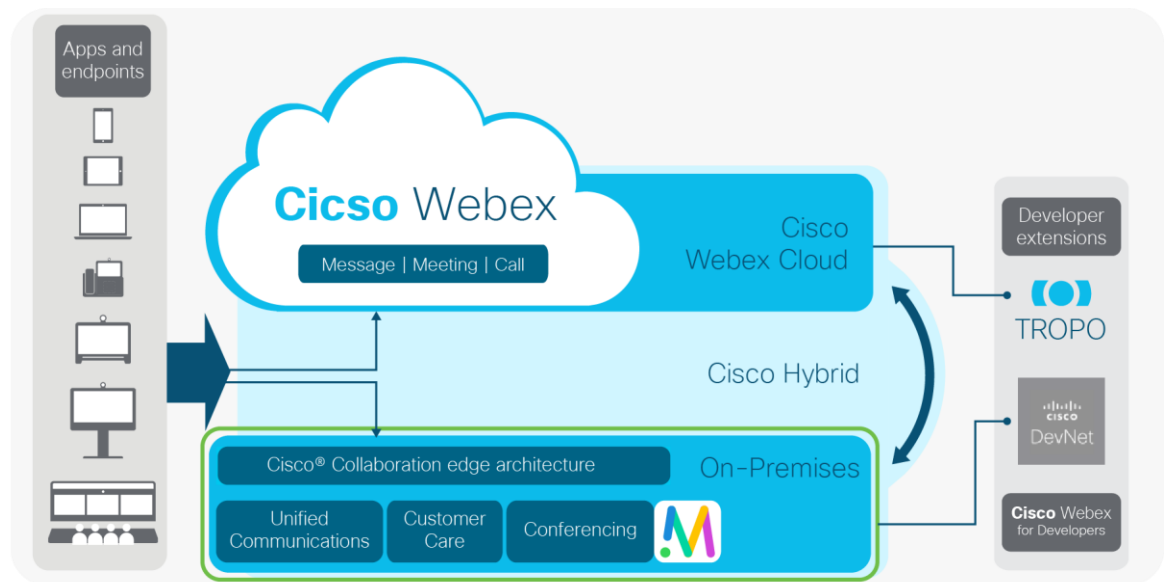 Apps and
endpoints
Cicso Webex
Message | Meeting | Call
Cisco
Webex Cloud
Cisco Hybrid
Cisco® Collaboration edge architecture
On-Premises
Unified
Communications
Customer
Care
Conferencing
Developer
extensions
TROPO
CISCO
DevNet
Cisco Webex
for Developers